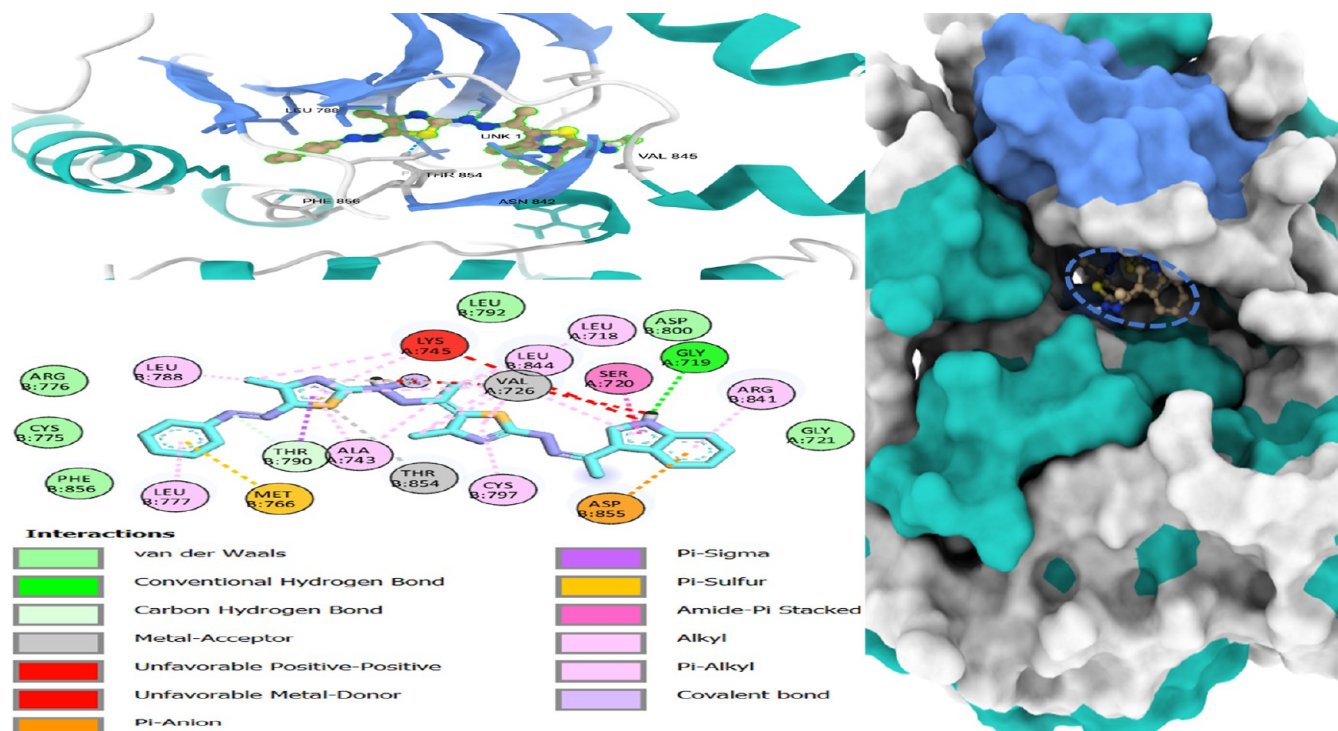 LEU 788
UNK 1
VAL 845
THR 854
PHE 856
ASN 842
LEU
B:792
LEU
A:718
ASP
B:800
LYS
A:745
LEU
B:844
GLY
A:719
LEU
B:788
VAL
A:726
SER
A:720
ARG
B:841
ARG
B:776
CYS
B:775
GLY
A:721
THR
B:790
ALA
A:743
THR
B:854
CYS
B:797
PHE
B:856
LEU
B:777
MET
B:766
ASP
B:855
Interactions
van der Waals
Conventional Hydrogen Bond
Carbon Hydrogen Bond
Metal-Acceptor
Unfavorable Positive-Positive
Unfavorable Metal-Donor
Pi-Anion
Pi-Sigma
Pi-Sulfur
Amide-Pi Stacked
Alkyl
Pi-Alkyl
Covalent bond